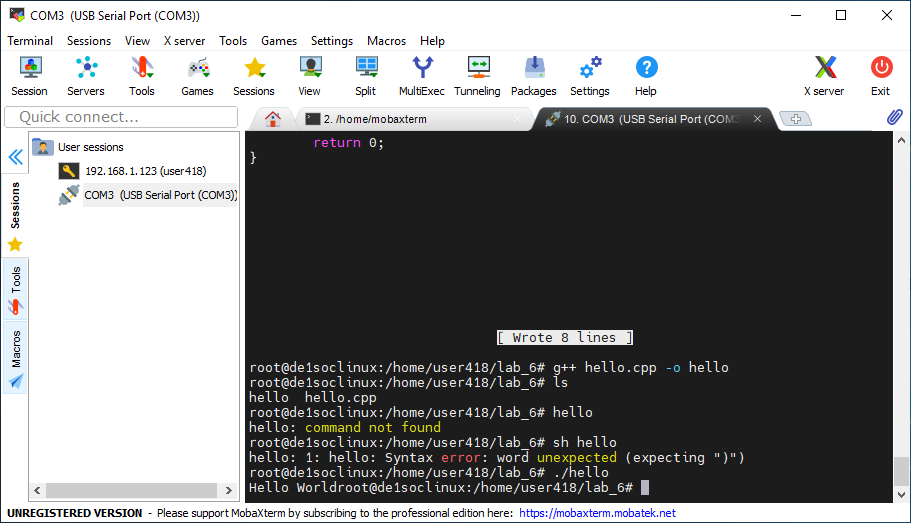 COM3  (USB Serial Port (COM3))
Terminal Sessions View X server Tools Games Settings Macros Help
Session Servers Tools Games Sessions View Split MultiExec Tunneling Packages Settings Help X server Exit
Quick connect...
2. /home/mobaxterm
10. COM3  (USB Serial Port (COM3
User sessions
192.168.1.123 (user418)
COM3  (USB Serial Port (COM3))
Sessions
Tools
Macros
return 0;
}
[ Wrote 8 lines ]
root@de1soclinux:/home/user418/lab_6# g++ hello.cpp -o hello
root@de1soclinux:/home/user418/lab_6# ls
hello  hello.cpp
root@de1soclinux:/home/user418/lab_6# hello
hello: command not found
root@de1soclinux:/home/user418/lab_6# sh hello
hello: 1: hello: Syntax error: word unexpected (expecting ")")
root@de1soclinux:/home/user418/lab_6# ./hello
Hello Worldroot@de1soclinux:/home/user418/lab_6#
UNREGISTERED VERSION - Please support MobaXterm by subscribing to the professional edition here: https://mobaxterm.mobatek.net